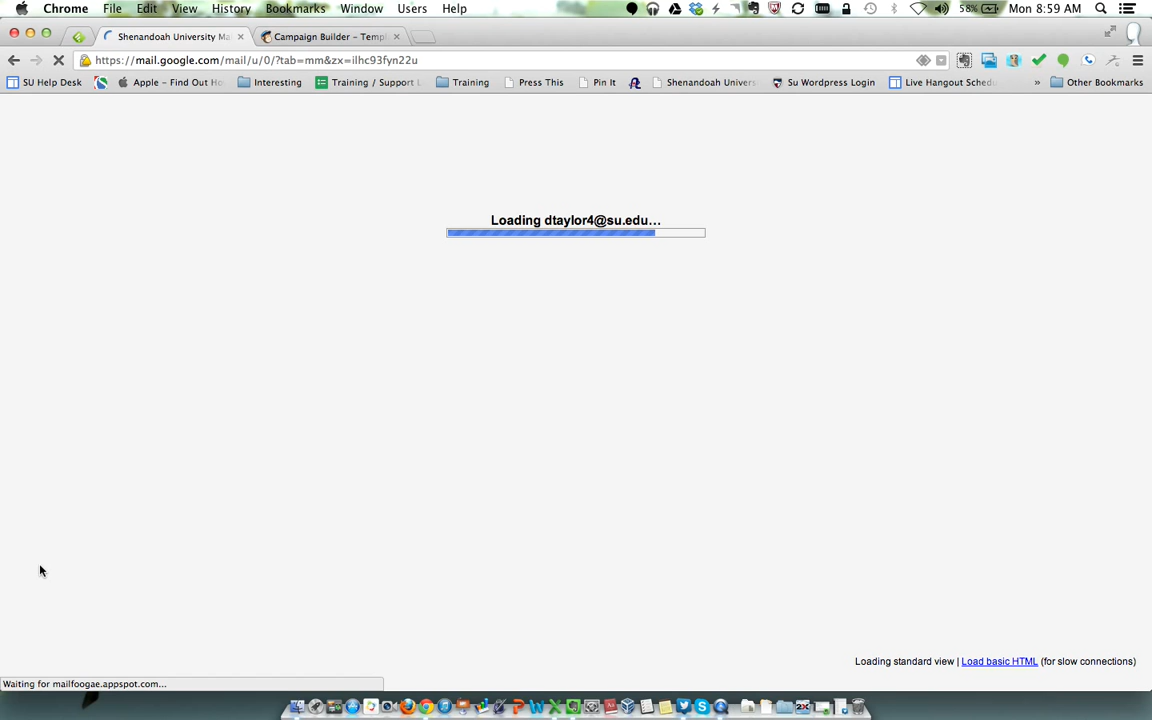 Chrome File Edit View History Bookmarks Window Users Help 58% Mon 8:59 AM
Shenandoah University Ma Campaign Builder – Templ
https://mail.google.com/mail/u/0/?tab=mm&zx=ilhc93fyn22u
SU Help Desk Apple – Find Out Ho Interesting Training / Support L Training Press This Pin It Shenandoah Univers Su Wordpress Login Live Hangout Schedu » Other Bookmarks
Loading dtaylor4@su.edu…
Loading standard view | Load basic HTML (for slow connections)
Waiting for mailfoogae.appspot.com...